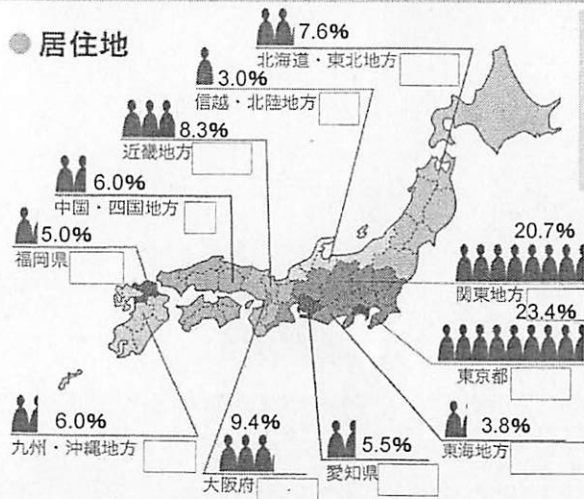 居住地
7.6%
北海道・東北地方
3.0%
信越・北陸地方
8.3%
近畿地方
6.0%
中国・四国地方
5.0%
福岡県
20.7%
関東地方
23.4%
東京都
3.8%
東海地方
5.5%
愛知県
9.4%
大阪府
6.0%
九州・沖縄地方